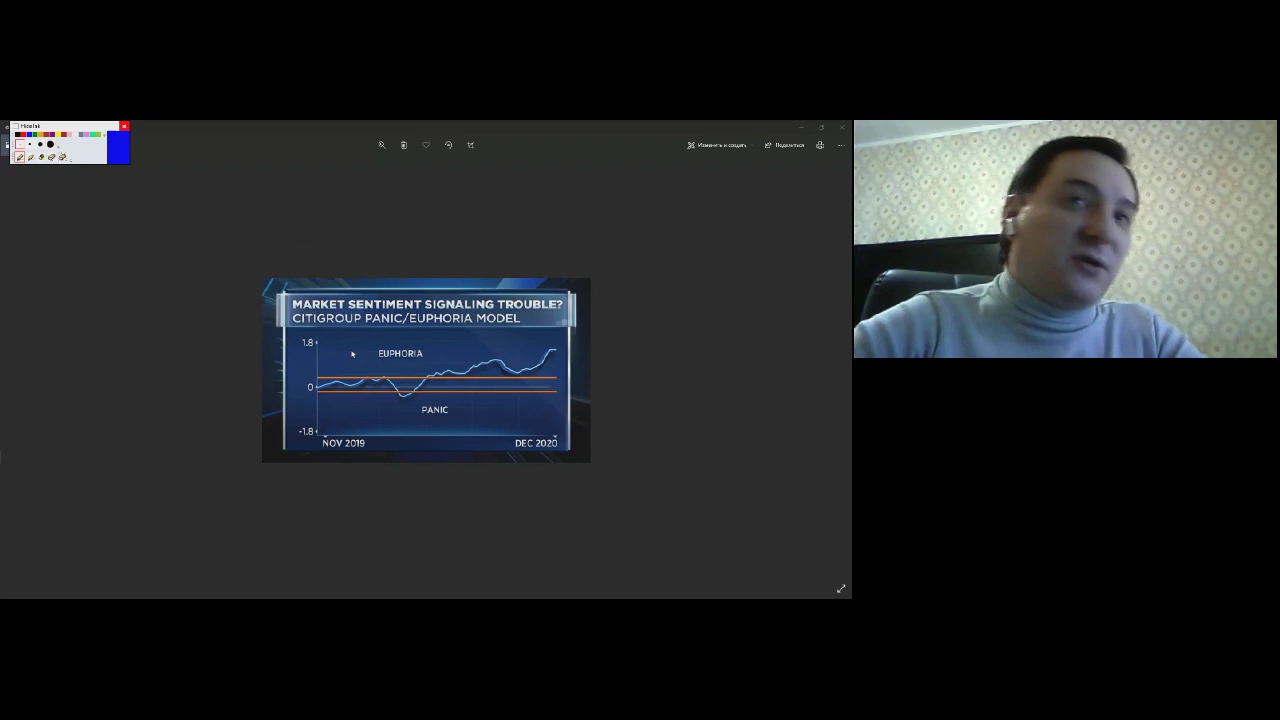 Изменить и создать
Поделиться
MARKET SENTIMENT SIGNALING TROUBLE?
CITIGROUP PANIC/EUPHORIA MODEL
1.8
EUPHORIA
0
PANIC
-1.8
NOV 2019
DEC 2020